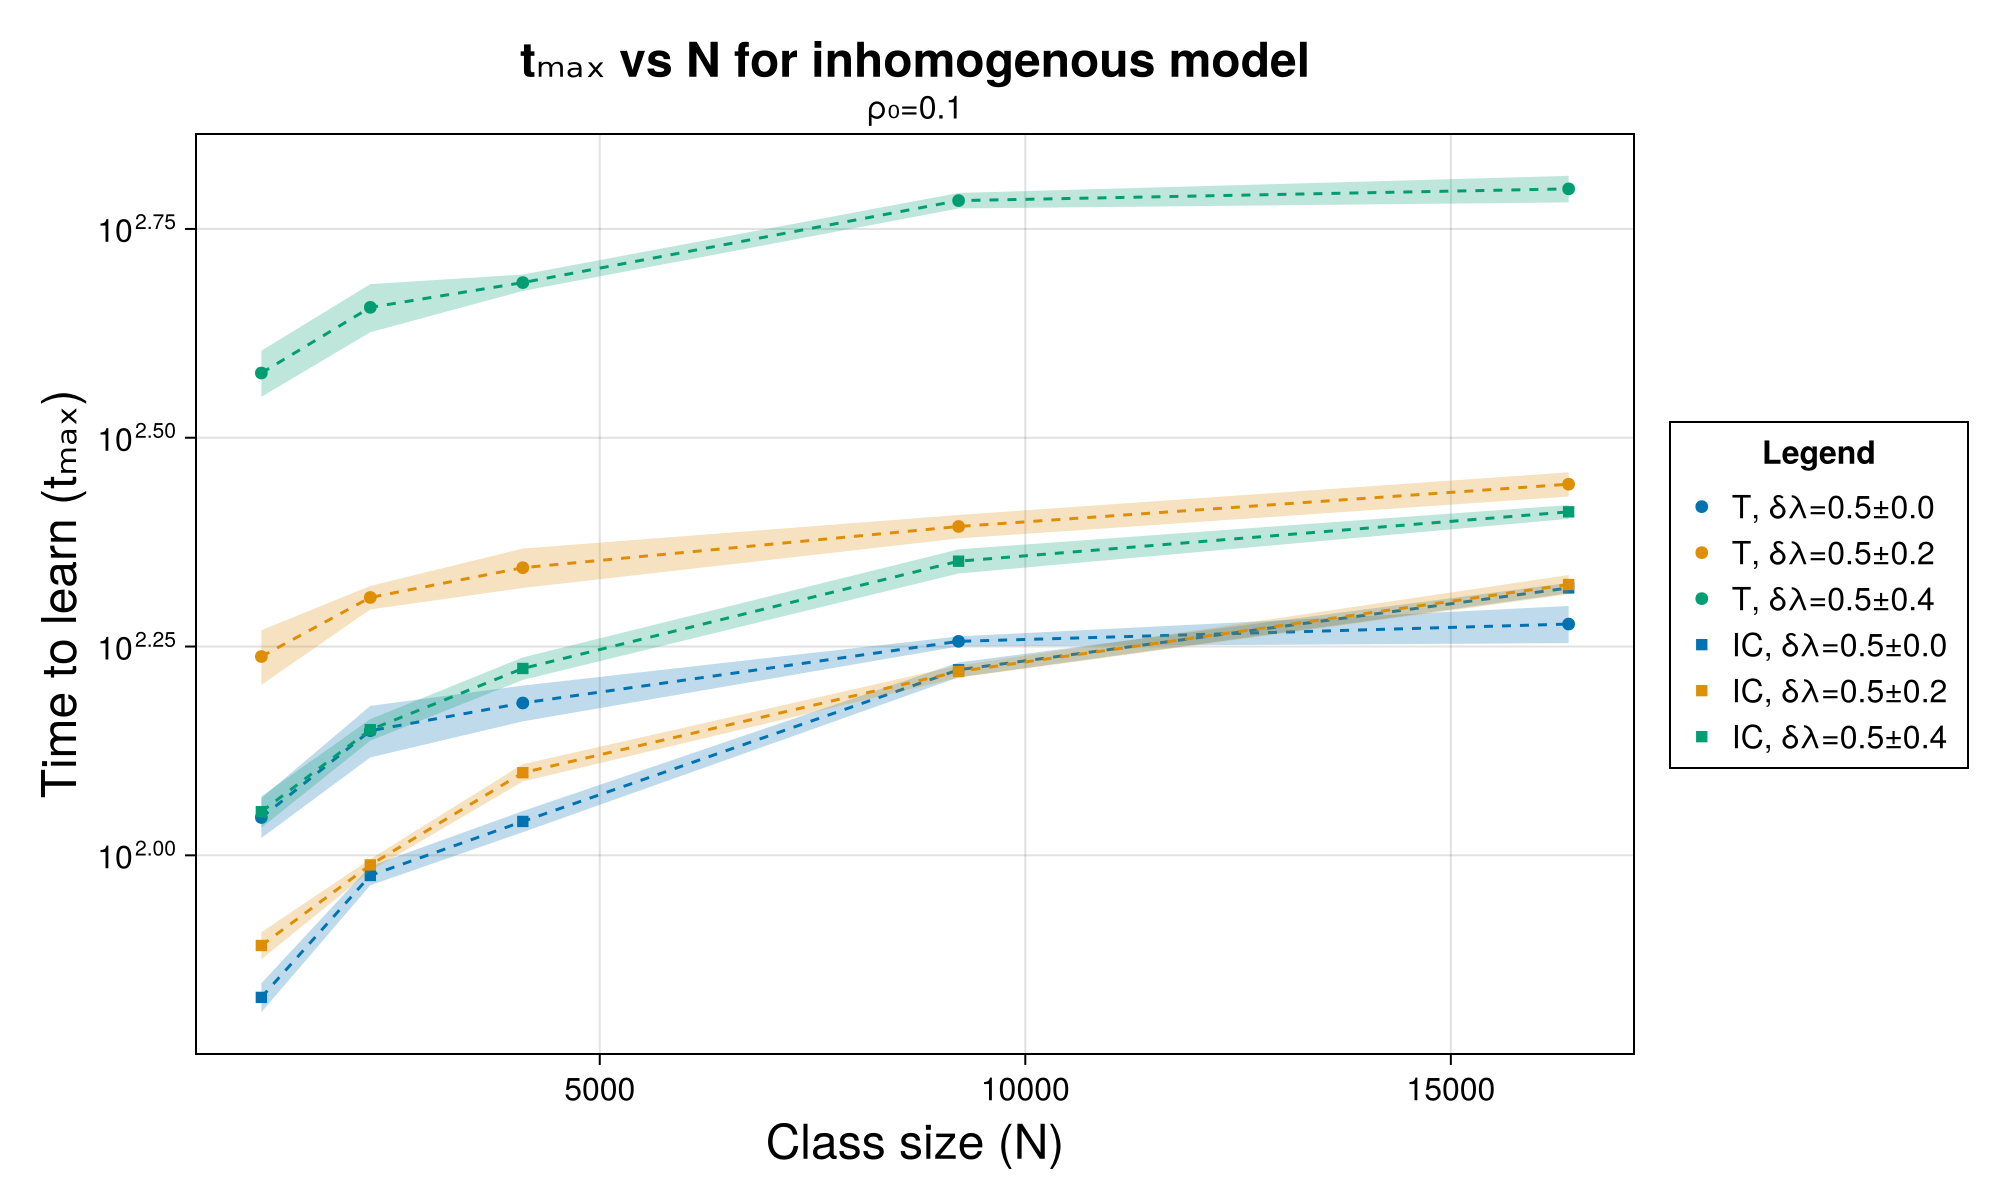 tₘₐₓ vs N for inhomogenous model
ρ₀=0.1
Time to learn (tₘₐₓ)
10^2.75
10^2.50
10^2.25
10^2.00
5000 10000 15000
Class size (N)
Legend
T, δλ=0.5±0.0
T, δλ=0.5±0.2
T, δλ=0.5±0.4
IC, δλ=0.5±0.0
IC, δλ=0.5±0.2
IC, δλ=0.5±0.4